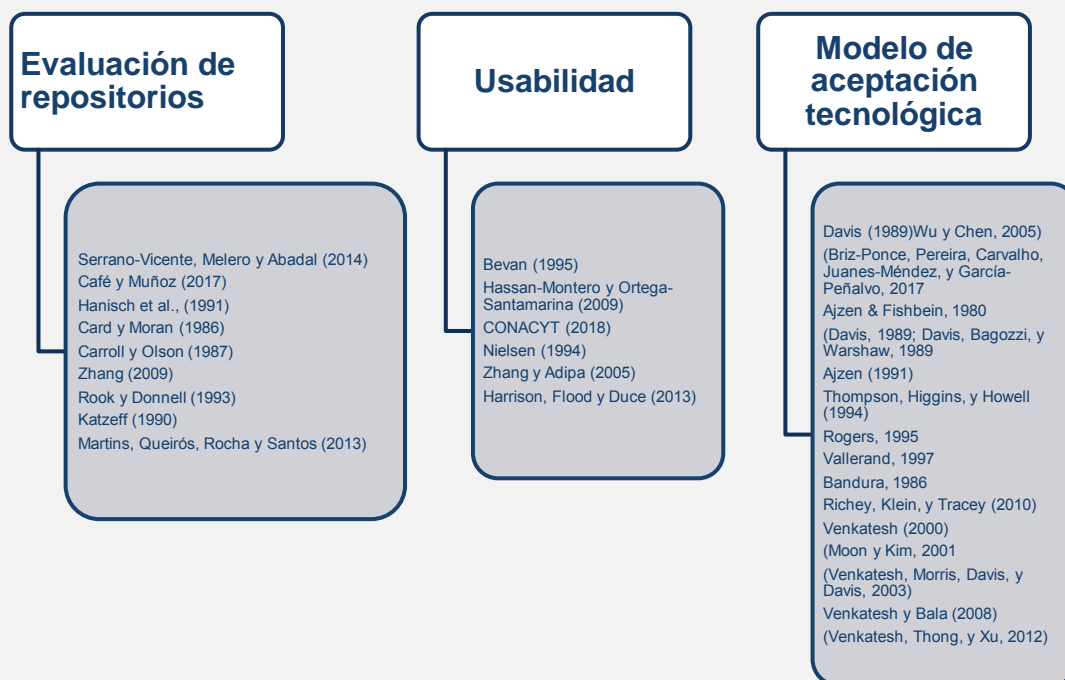 Evaluación de
repositorios
Serrano-Vicente, Melero y Abadal (2014)
Café y Muñoz (2017)
Hanisch et al., (1991)
Card y Moran (1986)
Carroll y Olson (1987)
Zhang (2009)
Rook y Donnell (1993)
Katzeff (1990)
Martins, Queirós, Rocha y Santos (2013)
Usabilidad
Bevan (1995)
Hassan-Montero y Ortega-
Santamarina (2009)
CONACYT (2018)
Nielsen (1994)
Zhang y Adipa (2005)
Harrison, Flood y Duce (2013)
Modelo de
aceptación
tecnológica
Davis (1989)Wu y Chen, 2005)
(Briz-Ponce, Pereira, Carvalho,
Juanes-Méndez, y García-
Peñalvo, 2017
Ajzen & Fishbein, 1980
(Davis, 1989; Davis, Bagozzi, y
Warshaw, 1989
Ajzen (1991)
Thompson, Higgins, y Howell
(1994)
Rogers, 1995
Vallerand, 1997
Bandura, 1986
Richey, Klein, y Tracey (2010)
Venkatesh (2000)
(Moon y Kim, 2001
(Venkatesh, Morris, Davis, y
Davis, 2003)
Venkatesh y Bala (2008)
(Venkatesh, Thong, y Xu, 2012)